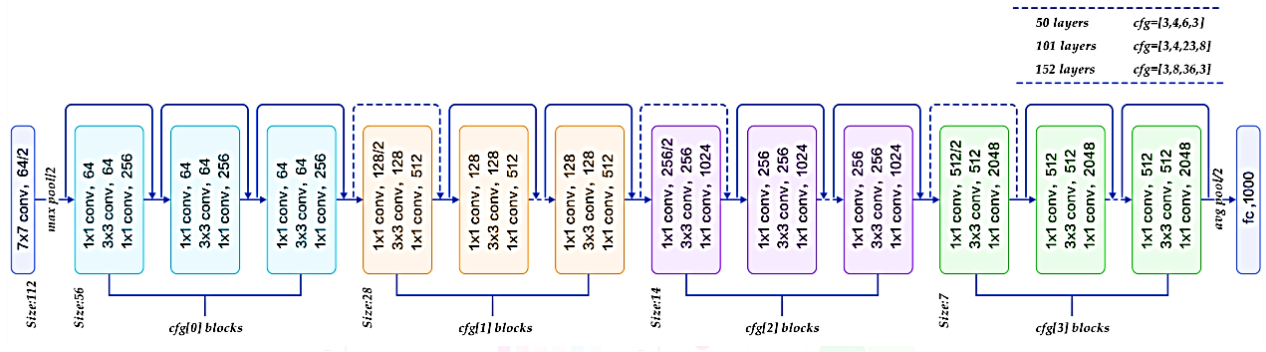 50 layers cfg=[3,4,6,3]
101 layers cfg=[3,4,23,8]
152 layers cfg=[3,8,36,3]
7x7 conv, 64/2
max pool/2
1x1 conv, 64
3x3 conv, 64
1x1 conv, 256
1x1 conv, 64
3x3 conv, 64
1x1 conv, 256
1x1 conv, 64
3x3 conv, 64
1x1 conv, 256
1x1 conv, 128/2
3x3 conv, 128
1x1 conv, 512
1x1 conv, 128
3x3 conv, 128
1x1 conv, 512
1x1 conv, 128
3x3 conv, 128
1x1 conv, 512
1x1 conv, 256/2
3x3 conv, 256
1x1 conv, 1024
1x1 conv, 256
3x3 conv, 256
1x1 conv, 1024
1x1 conv, 256
3x3 conv, 256
1x1 conv, 1024
1x1 conv, 512/2
3x3 conv, 512
1x1 conv, 2048
1x1 conv, 512
3x3 conv, 512
1x1 conv, 2048
1x1 conv, 512
3x3 conv, 512
1x1 conv, 2048
avg pool/2
fc ,1000
Size:112
Size:56
cfg[0] blocks
Size:28
cfg[1] blocks
Size:14
cfg[2] blocks
Size:7
cfg[3] blocks